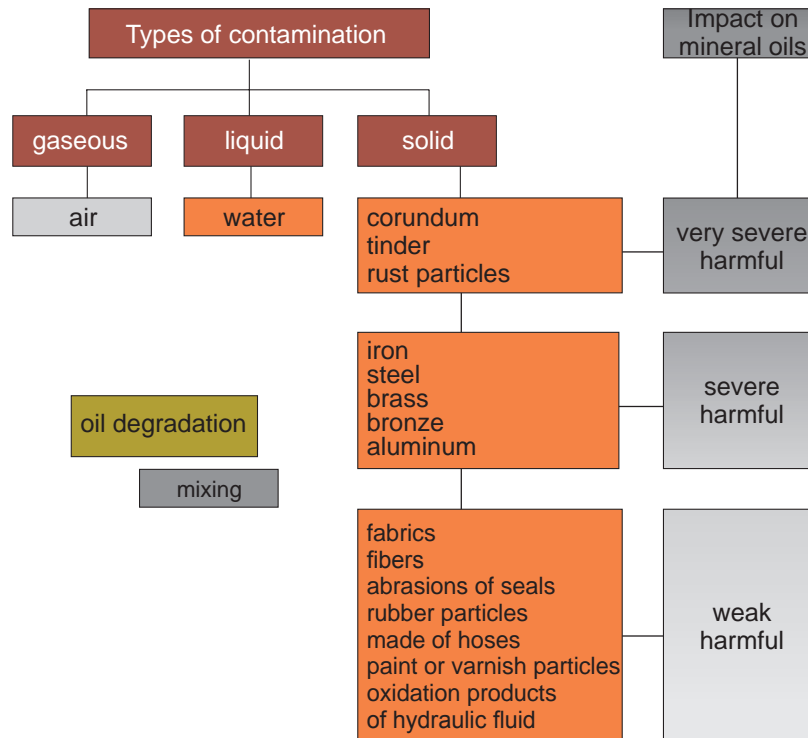 Types of contamination
Impact on
mineral oils
gaseous
liquid
solid
air
water
corundum
tinder
rust particles
very severe
harmful
iron
steel
brass
bronze
aluminum
severe
harmful
oil degradation
mixing
fabrics
fibers
abrasions of seals
rubber particles
made of hoses
paint or varnish particles
oxidation products
of hydraulic fluid
weak
harmful